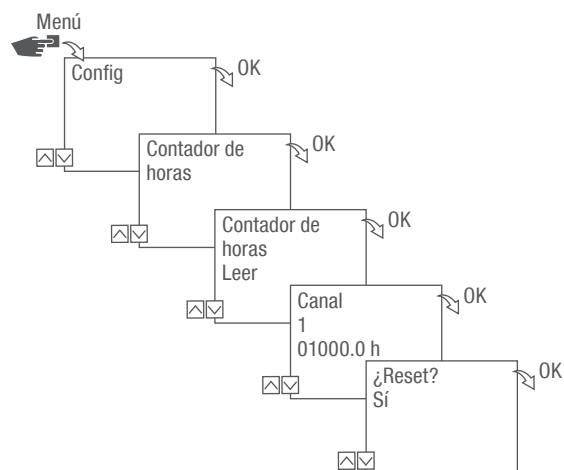 Menú
Config
OK
Contador de
horas
OK
Contador de
horas
Leer
OK
Canal
1
01000.0 h
OK
¿Reset?
Sí
OK